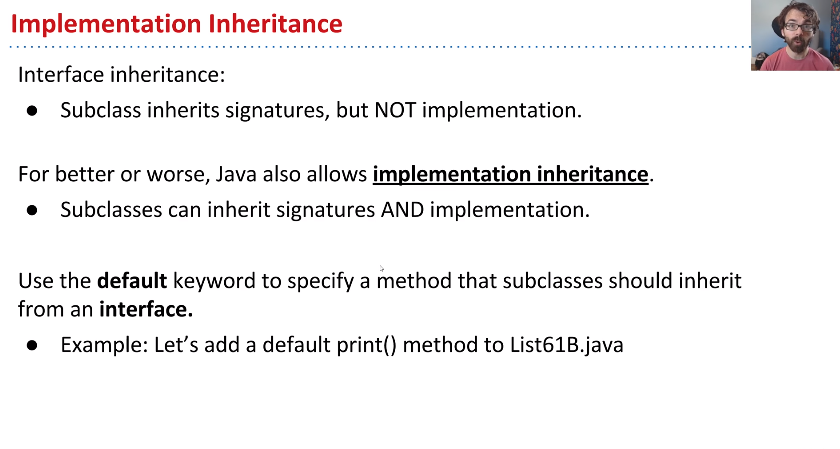 Implementation Inheritance
Interface inheritance:
● Subclass inherits signatures, but NOT implementation.
For better or worse, Java also allows implementation inheritance.
● Subclasses can inherit signatures AND implementation.
Use the default keyword to specify a method that subclasses should inherit
from an interface.
● Example: Let’s add a default print() method to List61B.java